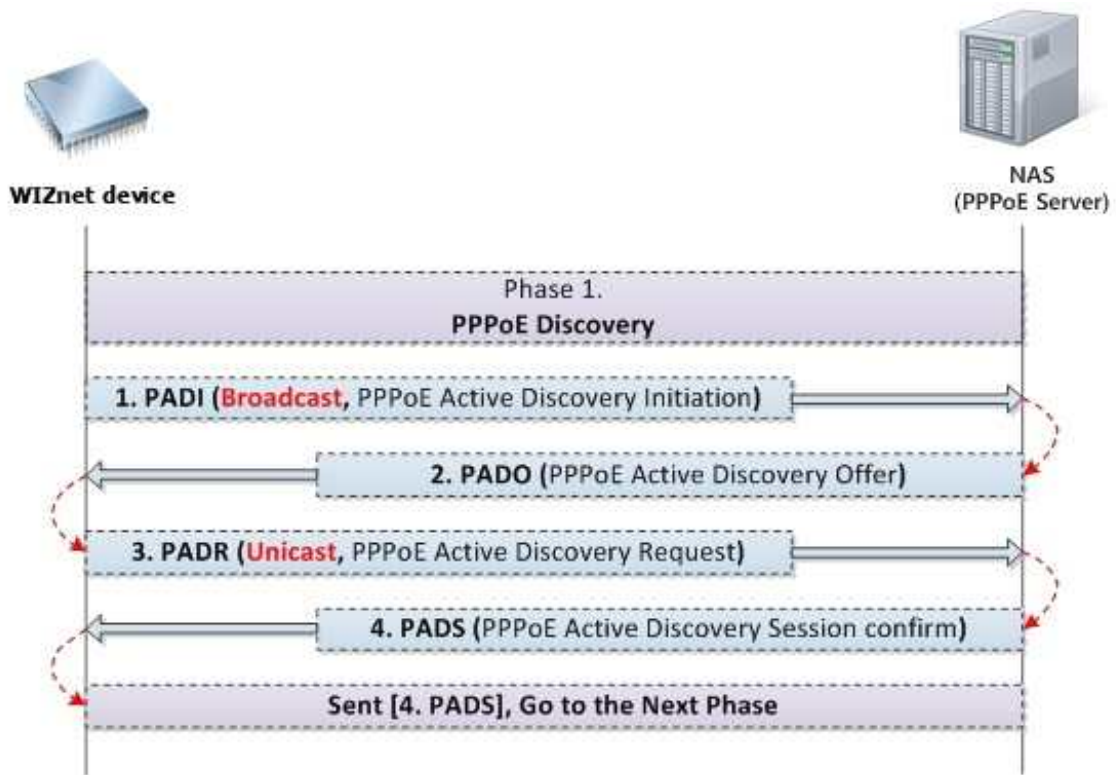 WIZnet device
NAS
(PPPoE Server)
Phase 1.
PPPoE Discovery
1. PADI (Broadcast, PPPoE Active Discovery Initiation)
2. PADO (PPPoE Active Discovery Offer)
3. PADR (Unicast, PPPoE Active Discovery Request)
4. PADS (PPPoE Active Discovery Session confirm)
Sent [4. PADS], Go to the Next Phase